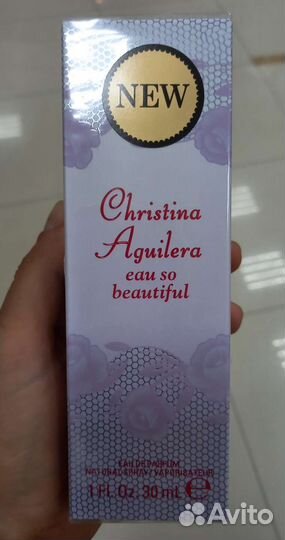 NEW
Christina
Aguilera
eau so
beautiful
EAU DE PARFUM
NATURAL SPRAY / VAPORISATEUR
1 FL. Oz. 30 mL e
Avito